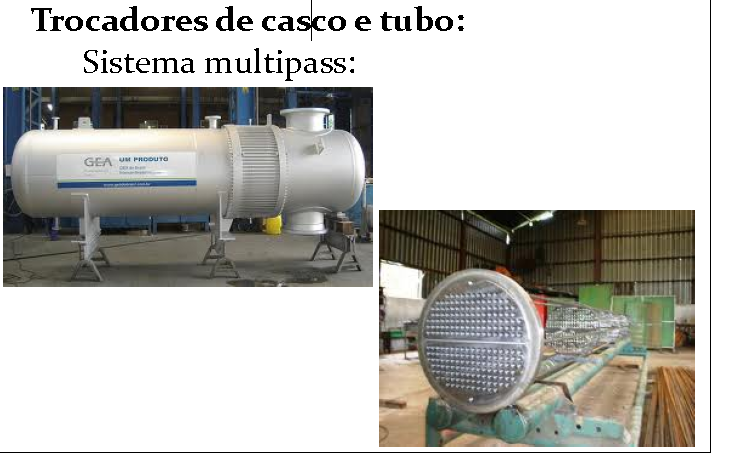 Trocadores de casco e tubo:
Sistema multipass:
GEA
UM PRODUTO